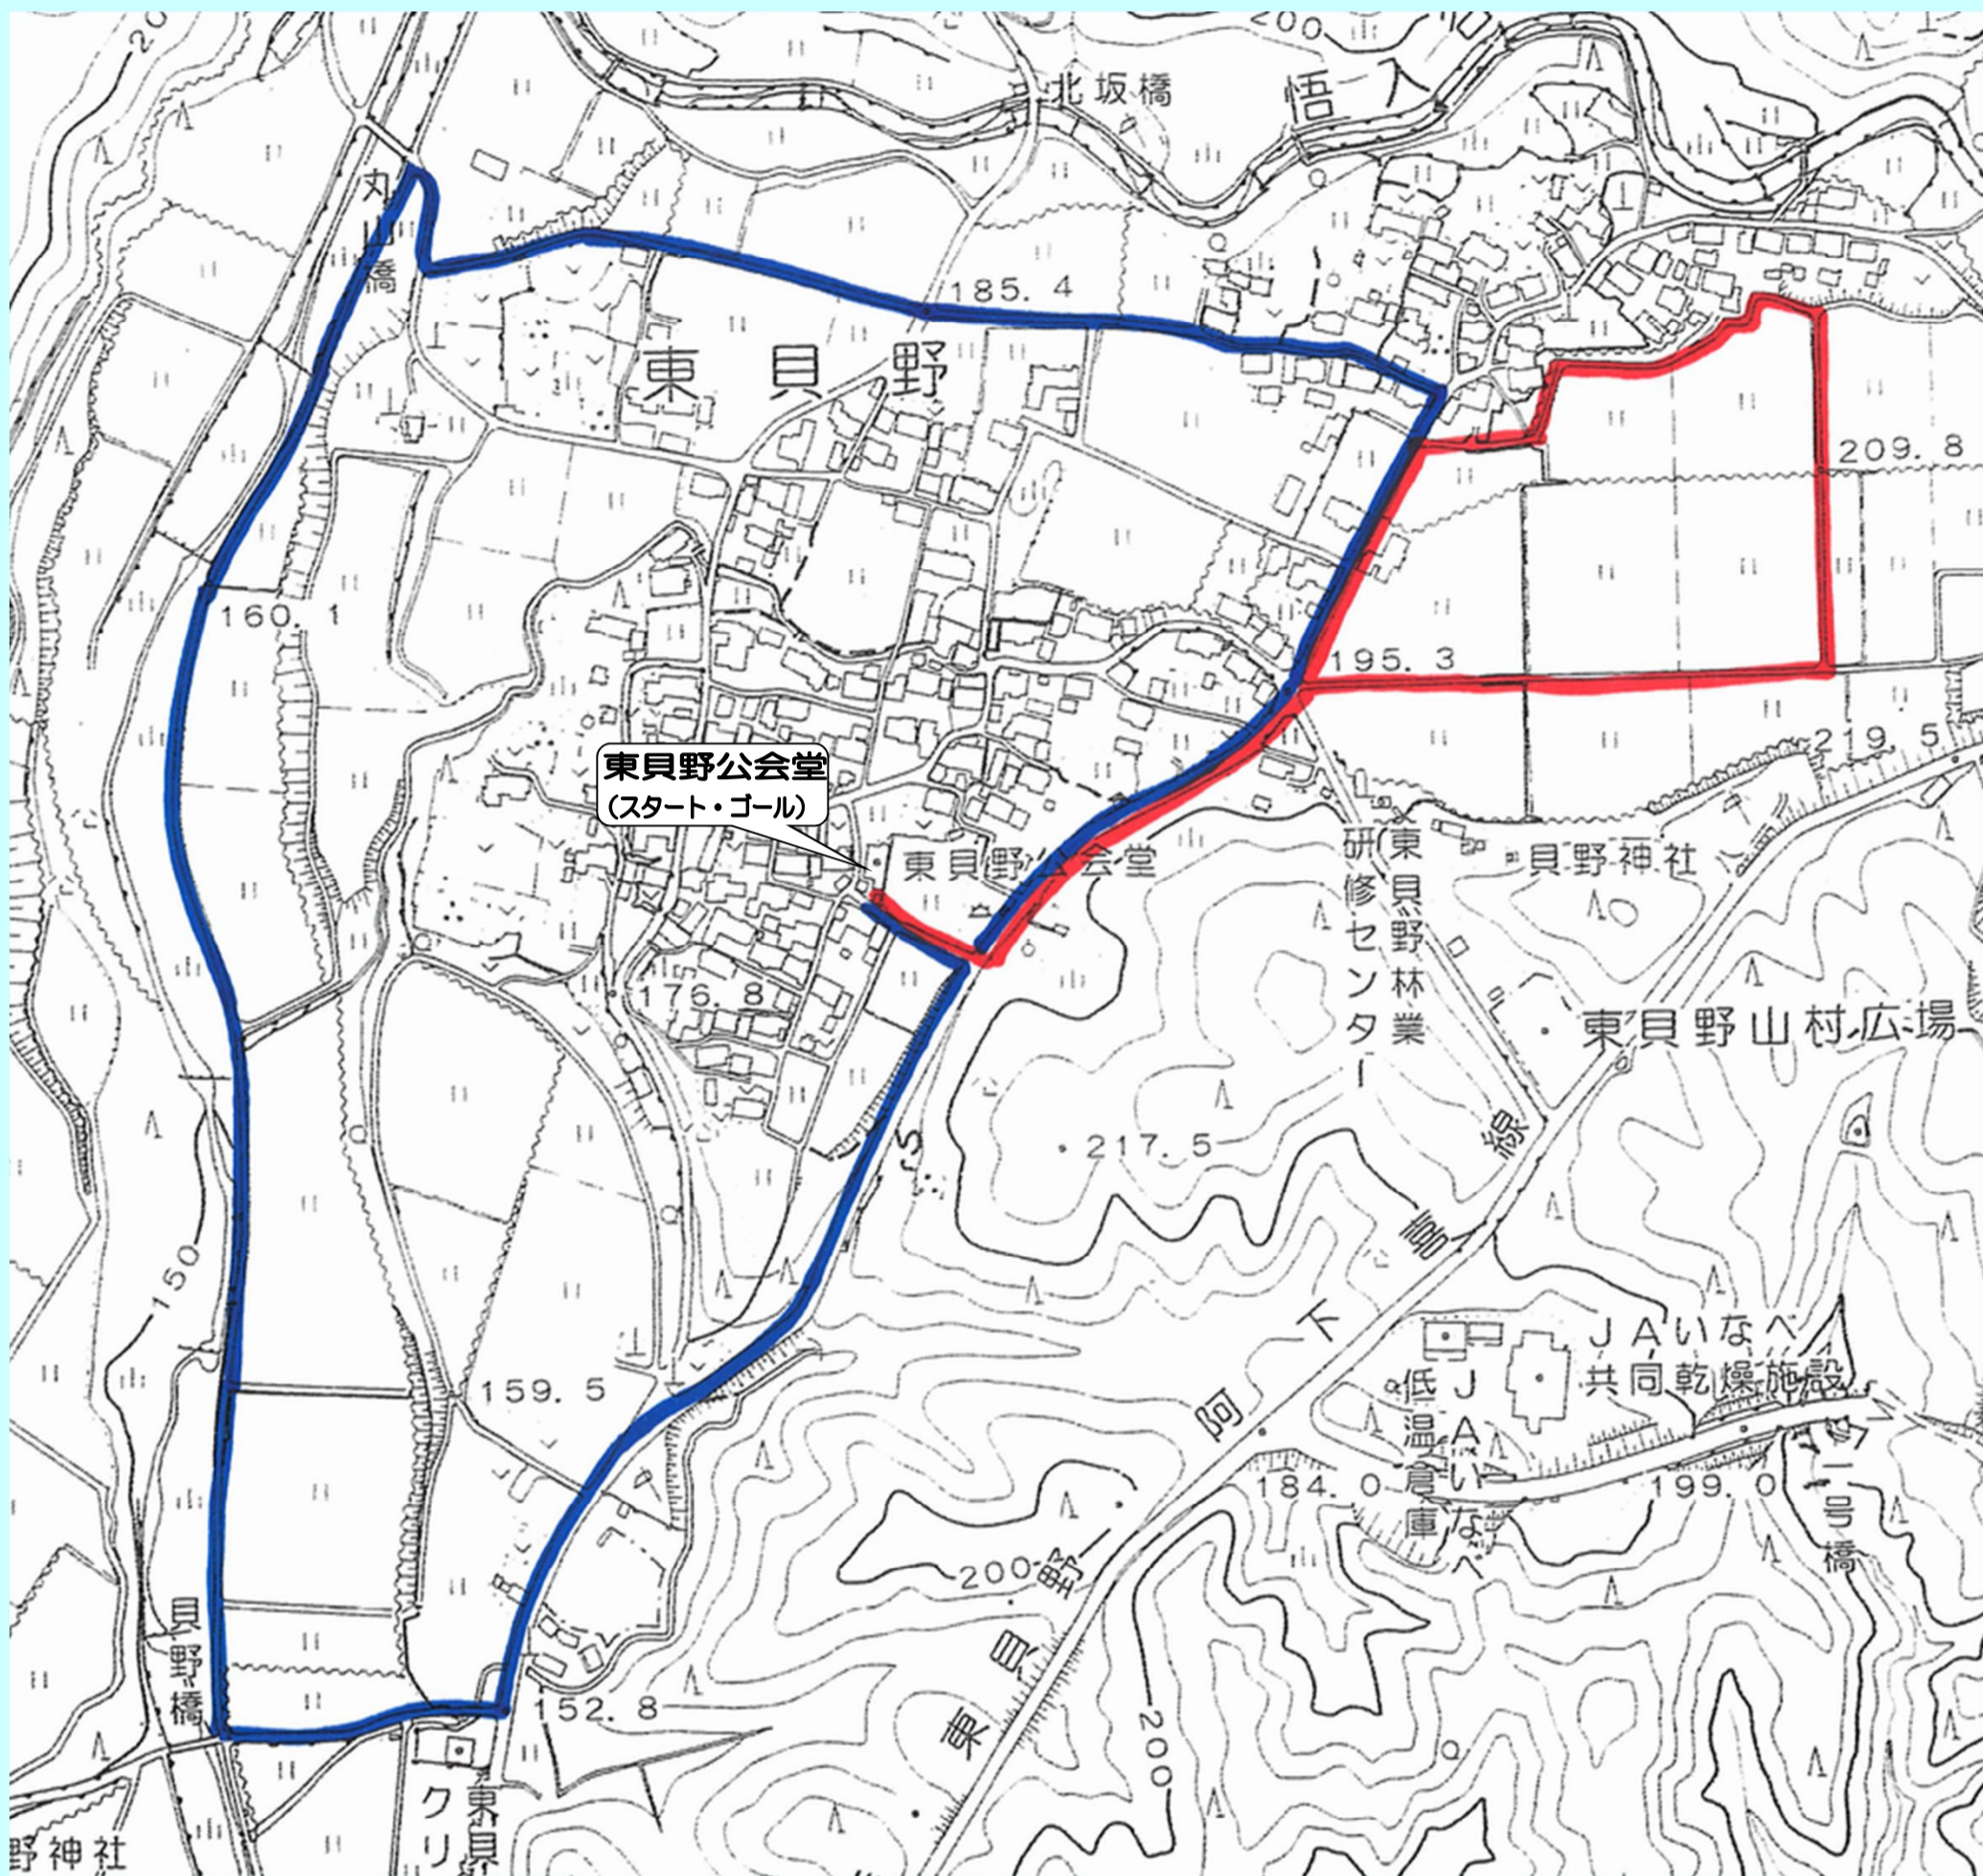 200
北坂橋
悟入
丸山橋
185.4
東貝野
209.8
160.1
195.3
219.5
東貝野公会堂
(スタート・ゴール)
東貝野公会堂
東貝野林業
研修センター
貝野神社
176.8
東貝野山村広場
217.5
150
159.5
JAいなべ
共同乾燥施設
JAいなべ
低温倉庫
184.0
199.0
号橋
200
東貝野阿下喜線
貝野橋
152.8
200
東貝
クリ
野神社